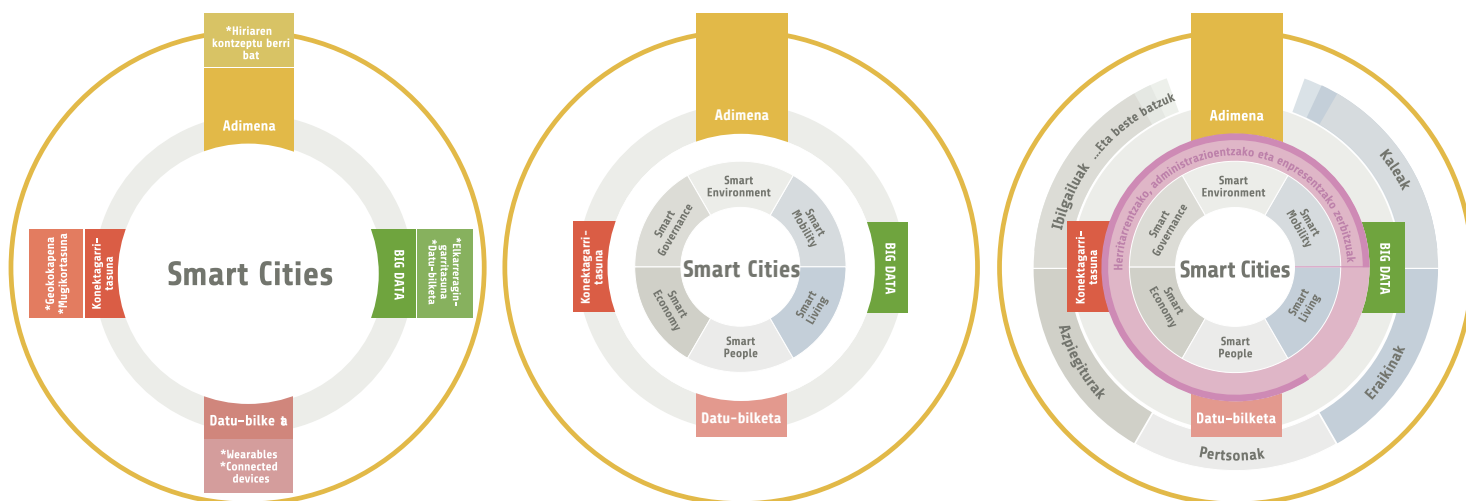 *Hiriaren
kontzeptu berri
bat
Adimena
*Geokokapena
*Mugikortasuna
Konektagarri-
tasuna
Smart Cities
BIG DATA
*Elkarreragin-
garritasuna
*Datu-bilketa
Datu-bilketa
*Wearables
*Connected
devices
Adimena
Konektagarri-
tasuna
Smart
Environment
Smart
Governance
Smart
Mobility
Smart Cities
Smart
Economy
Smart
Living
Smart
People
BIG DATA
Datu-bilketa
Adimena
Ibilgailuak
...Eta beste batzuk
Kaleak
Herritarrentzako, administrazioentzako eta enpresentzako zerbitzuak
Konektagarri-
tasuna
Smart
Environment
Smart
Governance
Smart
Mobility
Smart Cities
Smart
Economy
Smart
Living
Smart
People
BIG DATA
Azpiegiturak
Eraikinak
Datu-bilketa
Pertsonak